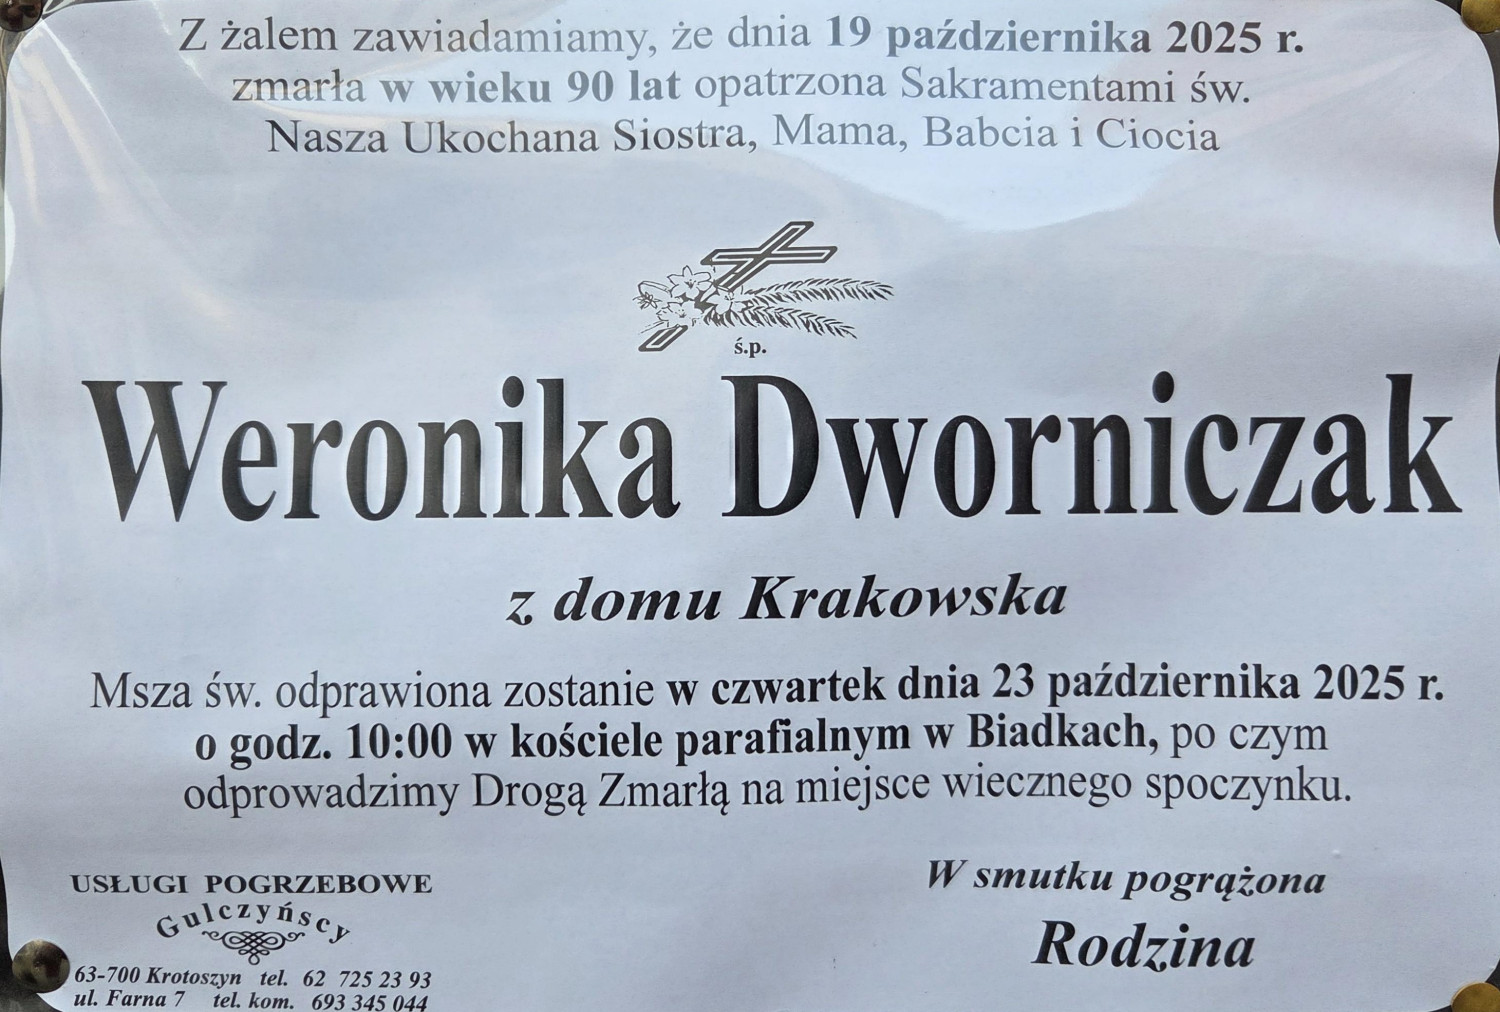 Z żalem zawiadamiamy, że dnia 19 października 2025 r.
zmarła w wieku 90 lat opatrzona Sakramentami św.
Nasza Ukochana Siostra, Mama, Babcia i Ciocia
ś.p.
Weronika Dworniczak
z domu Krakowska
Msza św. odprawiona zostanie w czwartek dnia 23 października 2025 r.
o godz. 10:00 w kościele parafialnym w Biadkach, po czym
odprowadzimy Drogą Zmarłą na miejsce wiecznego spoczynku.
W smutku pogrążona
Rodzina
USŁUGI POGRZEBOWE
Gulczyńscy
63-700 Krotoszyn tel. 62 725 23 93
ul. Farna 7 tel. kom. 693 345 044